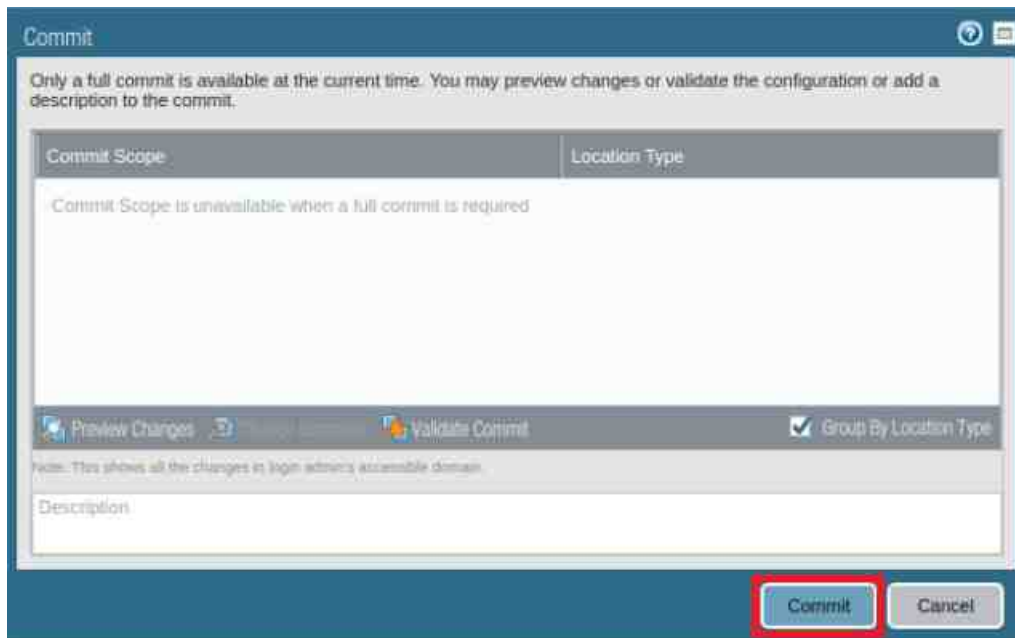 Commit
Only a full commit is available at the current time. You may preview changes or validate the configuration or add a
description to the commit.
Commit Scope
Location Type
Commit Scope is unavailable when a full commit is required
Preview Changes
Validate Commit
Group By Location Type
Note: This shows all the changes in login admin's accessible domain.
Description
Commit
Cancel